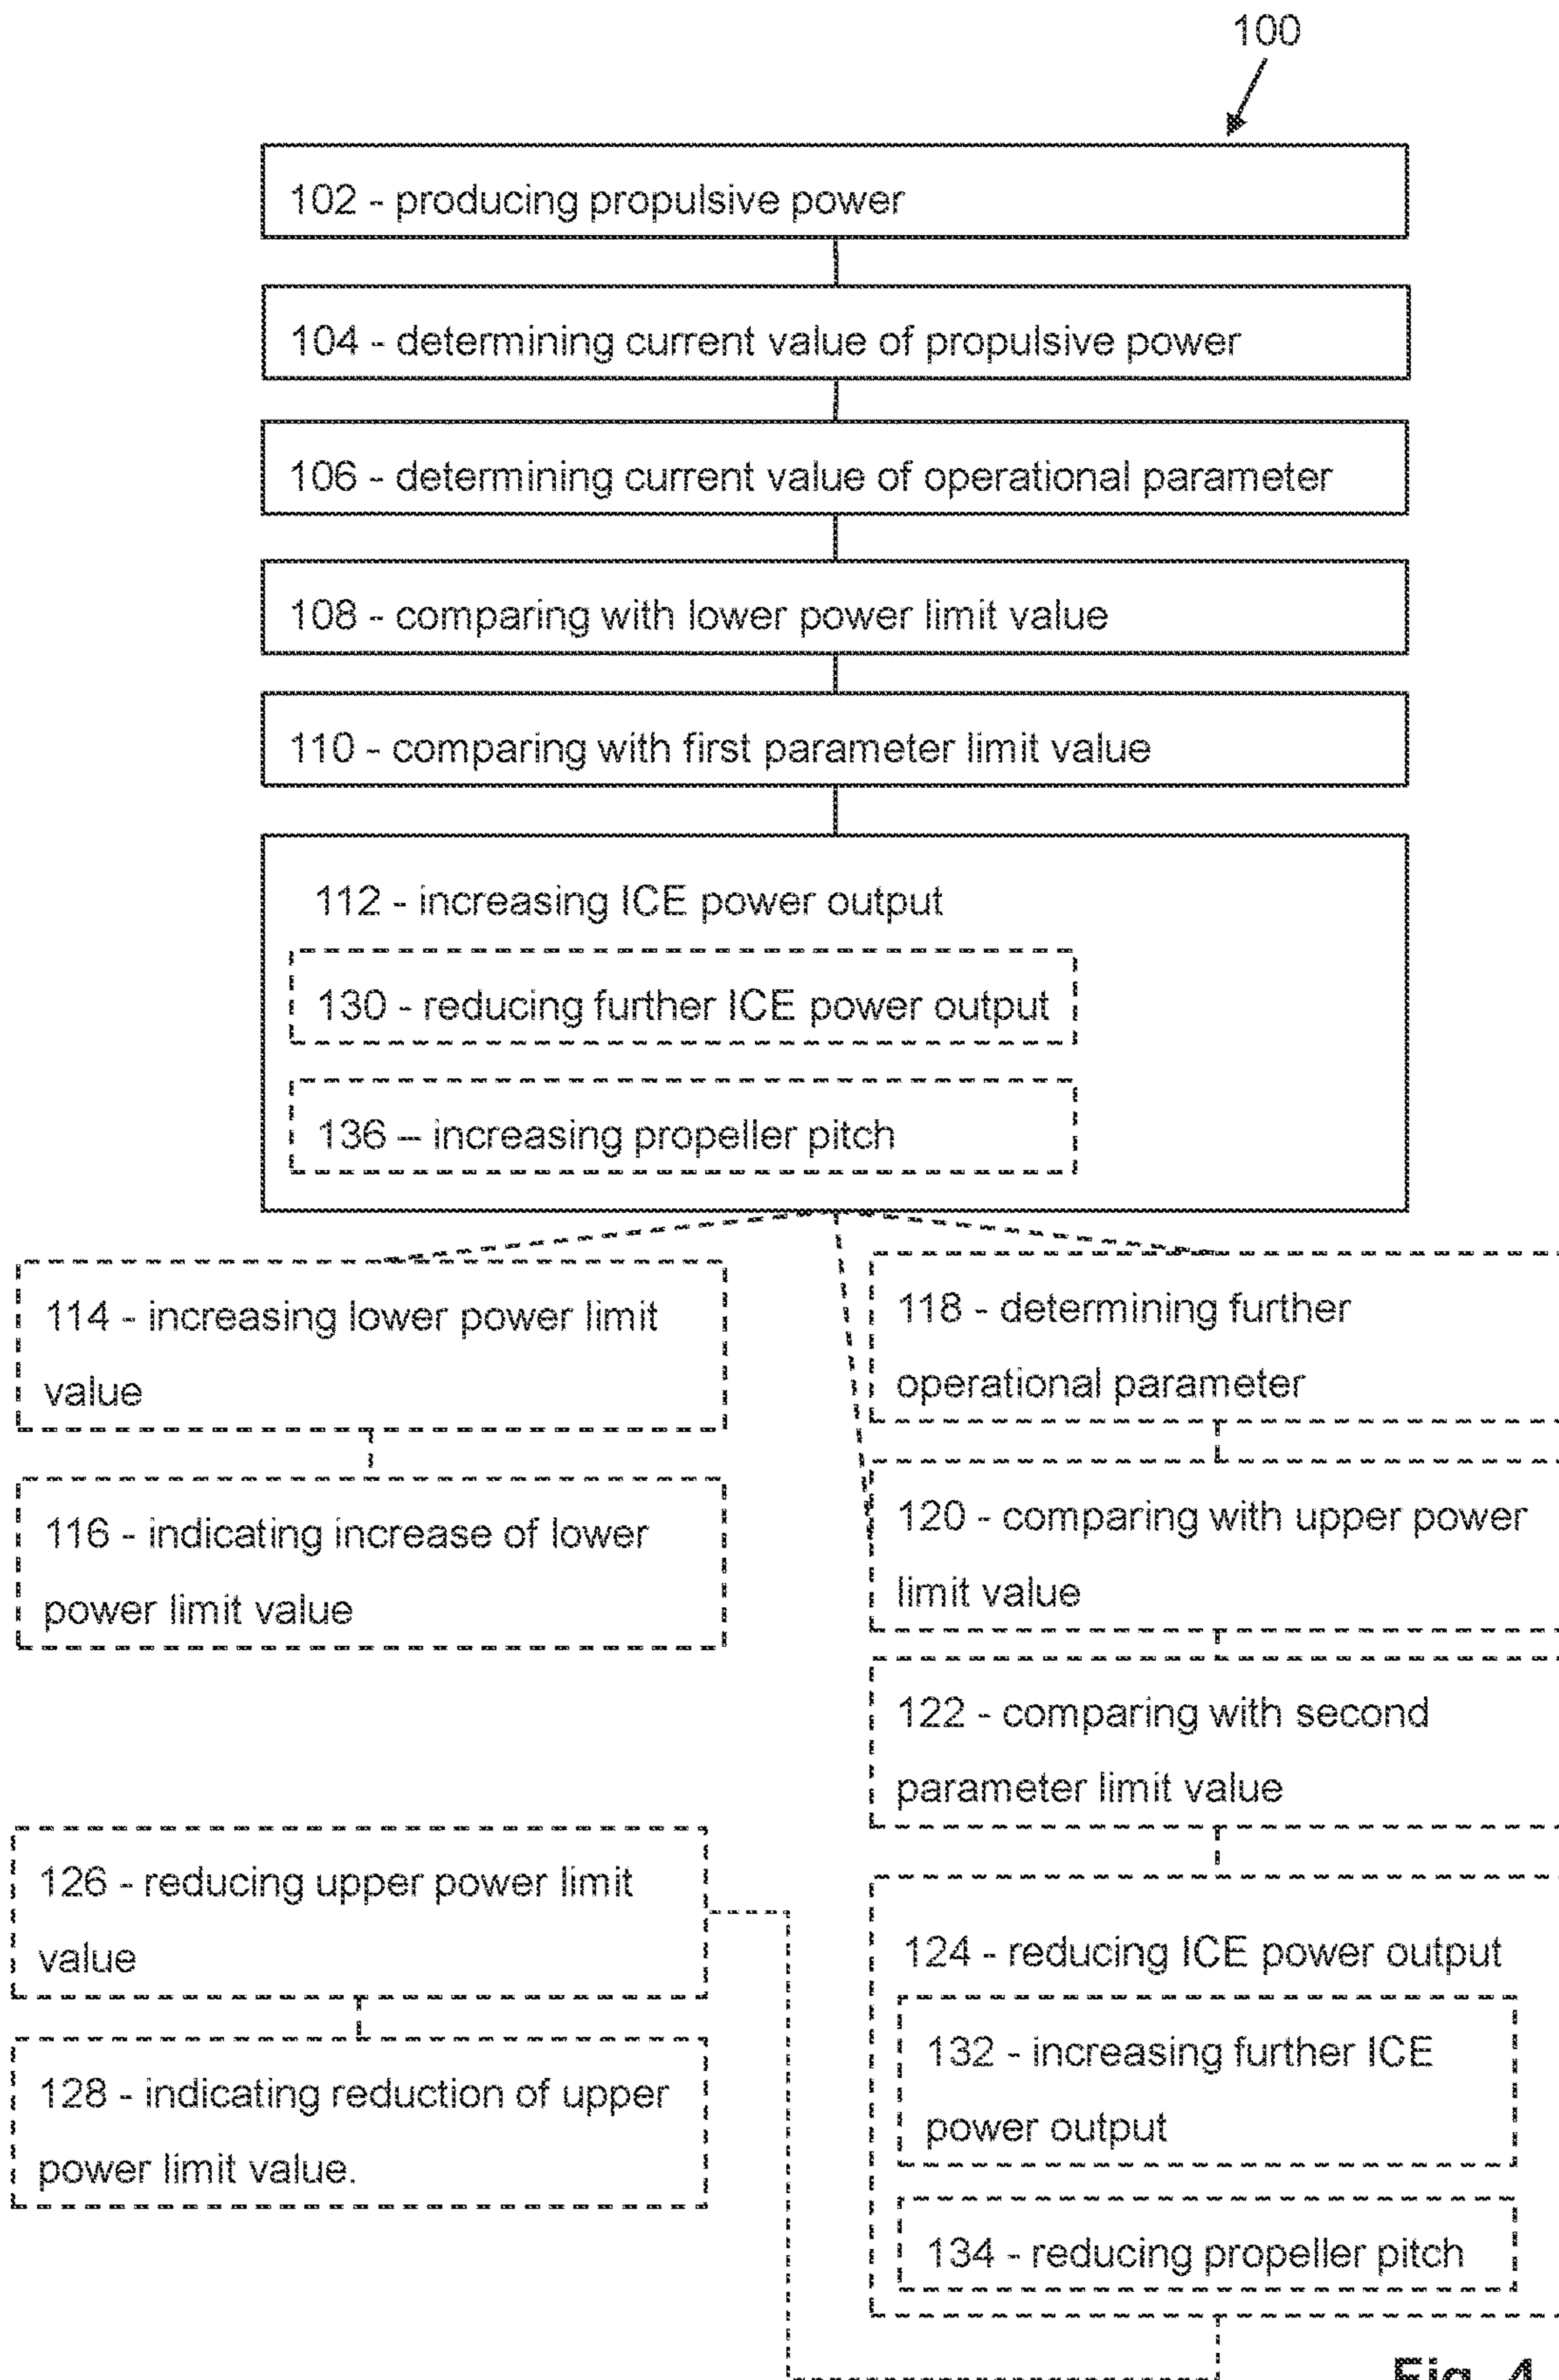 100
102 - producing propulsive power
104 - determining current value of propulsive power
106 - determining current value of operational parameter
108 - comparing with lower power limit value
110 - comparing with first parameter limit value
112 - increasing ICE power output
130 - reducing further ICE power output
136 – increasing propeller pitch
114 - increasing lower power limit
value
116 - indicating increase of lower
power limit value
118 - determining further
operational parameter
120 - comparing with upper power
limit value
122 - comparing with second
parameter limit value
124 - reducing ICE power output
132 - increasing further ICE
power output
134 - reducing propeller pitch
126 - reducing upper power limit
value
128 - indicating reduction of upper
power limit value.
Fig. 4